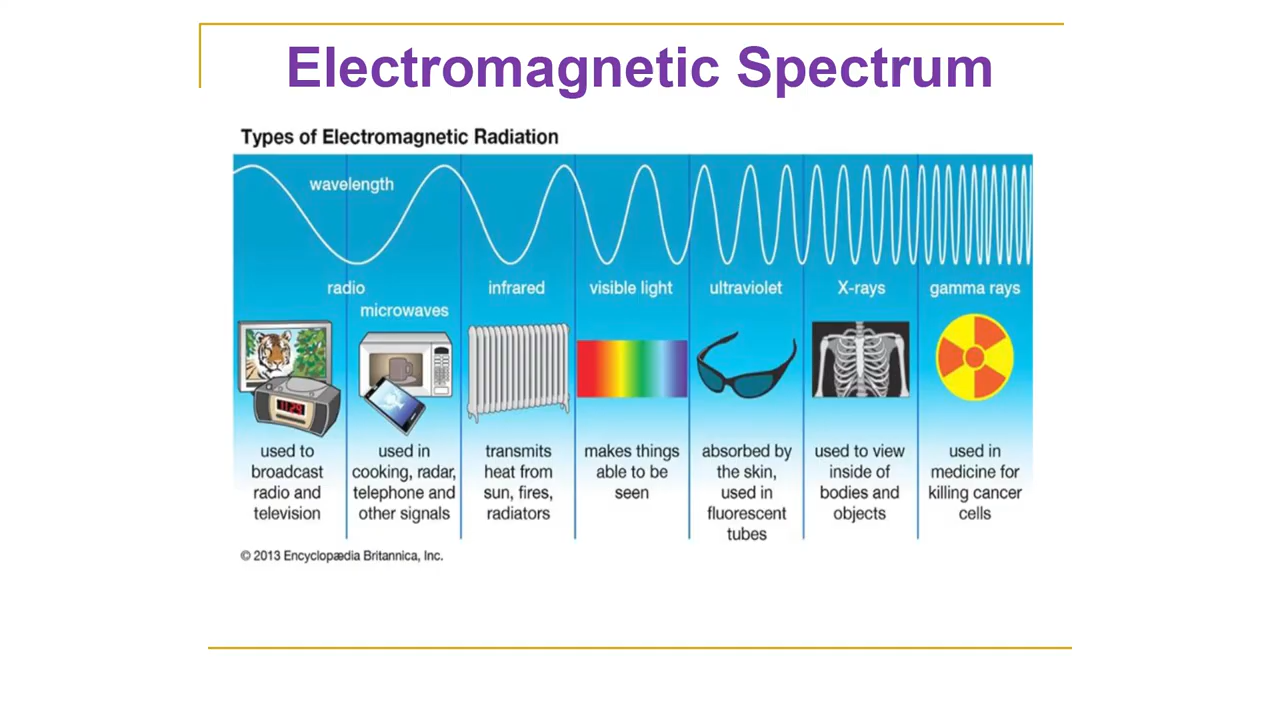 Electromagnetic Spectrum
Types of Electromagnetic Radiation
wavelength
radio
microwaves
infrared
visible light
ultraviolet
X-rays
gamma rays
11:29
used to
broadcast
radio and
television
used in
cooking, radar,
telephone and
other signals
transmits
heat from
sun, fires,
radiators
makes things
able to be
seen
absorbed by
the skin,
used in
fluorescent
tubes
used to view
inside of
bodies and
objects
used in
medicine for
killing cancer
cells
© 2013 Encyclopædia Britannica, Inc.